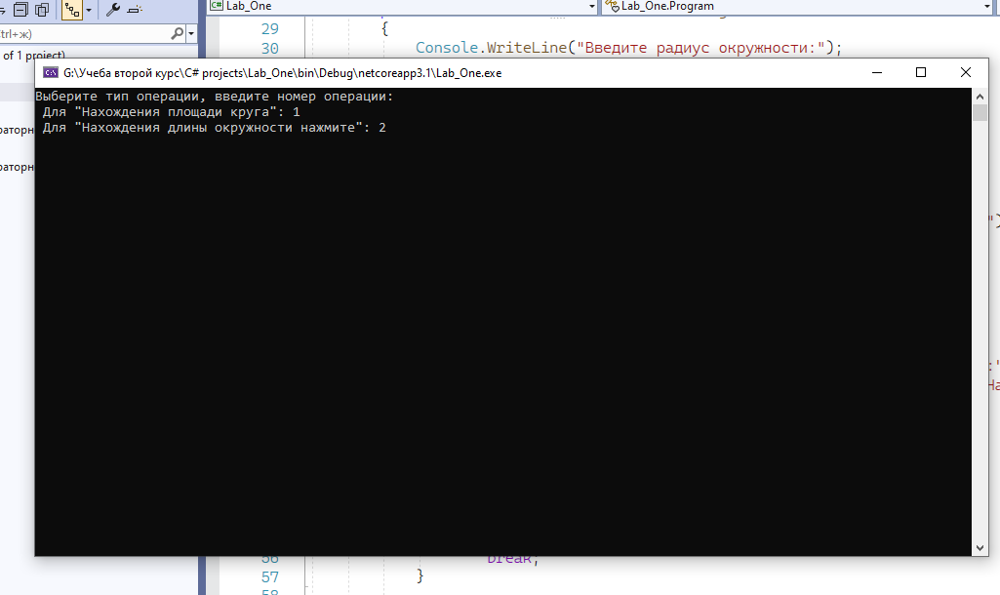 Lab_One
Lab_One.Program
trl+ж)
of 1 project)
29
{
30
Console.WriteLine("Введите радиус окружности:");
G:\Учеба второй курс\C# projects\Lab_One\bin\Debug\netcoreapp3.1\Lab_One.exe
Выберите тип операции, введите номер операции:
Для "Нахождения площади круга": 1
Для "Нахождения длины окружности нажмите": 2
раторн
раторн
")
:"
На
56
break;
57
}
58